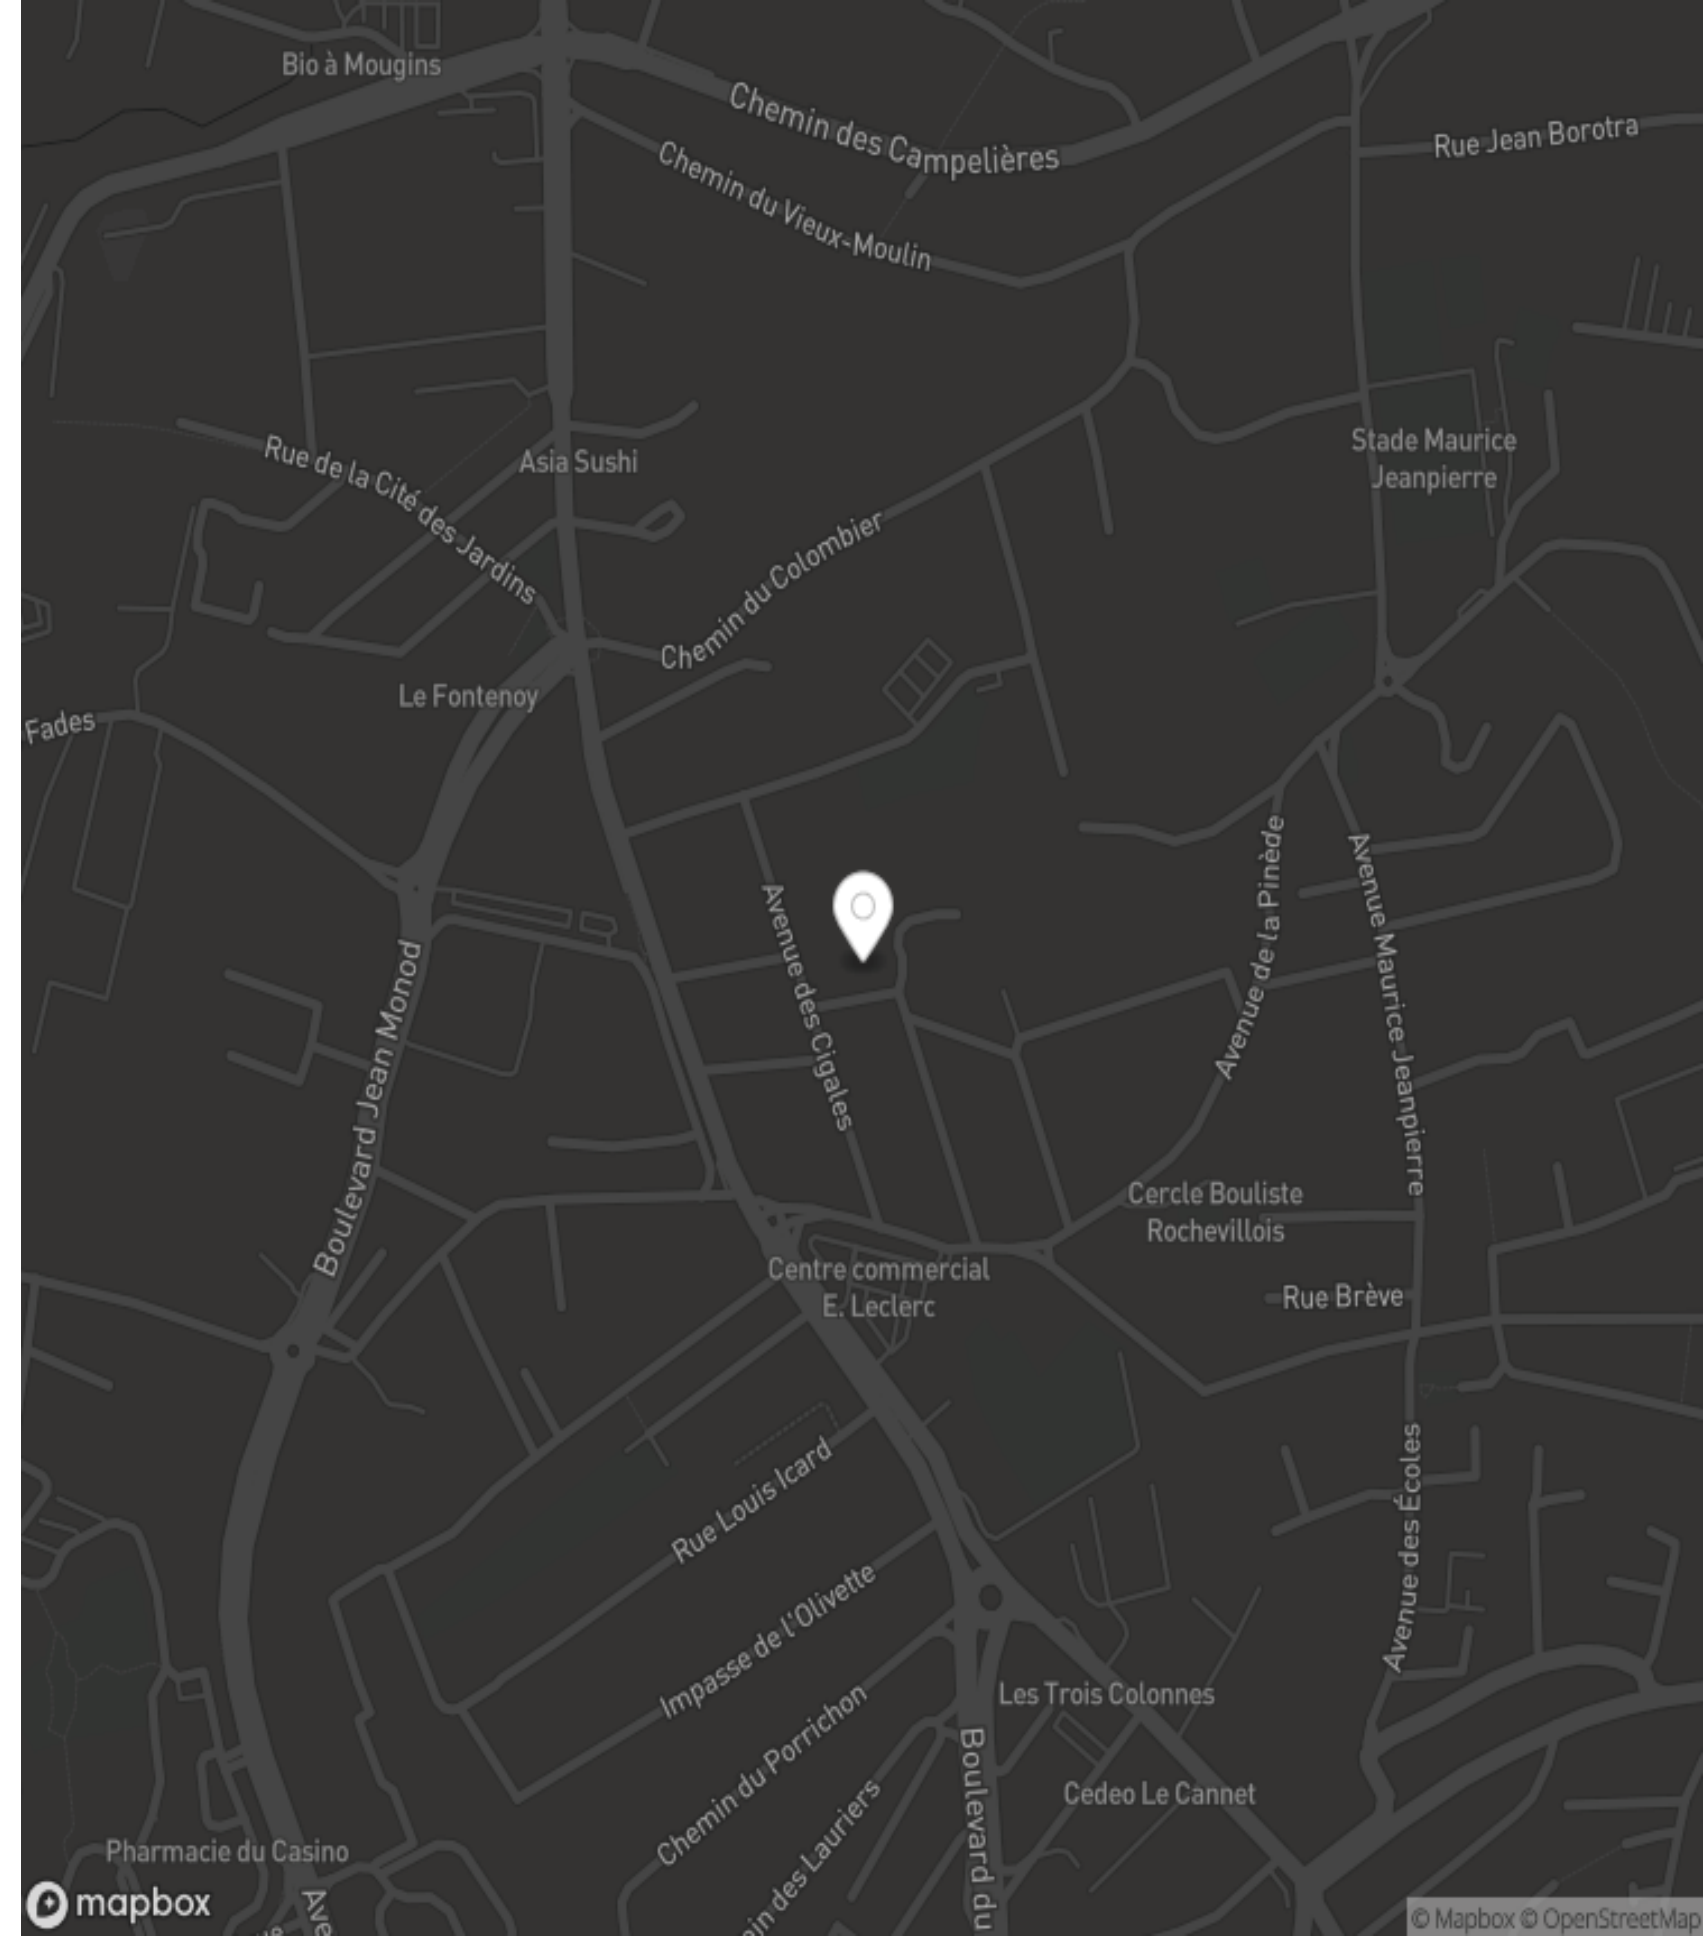 Bio à Mougins
Chemin des Campelières
Rue Jean Borotra
Chemin du Vieux-Moulin
Rue de la Cité des Jardins
Asia Sushi
Stade Maurice
Jeanpierre
Chemin du Colombier
Le Fontenoy
Fades
Avenue des Cigales
Avenue de la Pinède
Avenue Maurice Jeanpierre
Boulevard Jean Monod
Cercle Bouliste
Rochevillois
Centre commercial
E. Leclerc
Rue Brève
Rue Louis Icard
Avenue des Écoles
Impasse de l'Olivette
Les Trois Colonnes
Chemin du Porrichon
Boulevard du
Cedeo Le Cannet
in des Lauriers
Pharmacie du Casino
Ave
mapbox
© Mapbox © OpenStreetMap